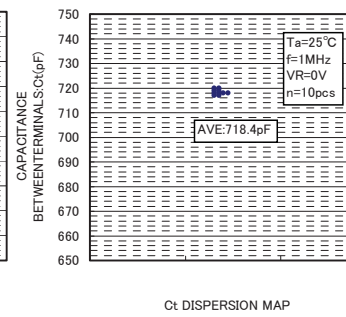 CAPACITANCE
BETWEENTERMINALS:Ct(pF)
750
740
730
720
710
700
690
680
670
660
650
Ta=25℃
f=1MHz
VR=0V
n=10pcs
AVE:718.4pF
Ct DISPERSION MAP